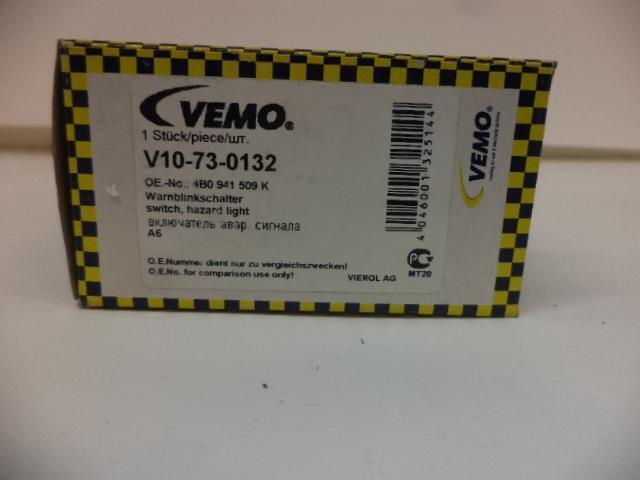 VEMO®
1 Stück/piece/шт.
V10-73-0132
OE.-No.: 4B0 941 509 K
Warnblinkschalter
switch, hazard light
включатель авар. сигнала
A6
O.E.Nummer dient nur zu vergleichszwecken!
O.E.No. for comparison use only!
VIEROL AG
4 046001 325144
PC
MT20
VEMO®